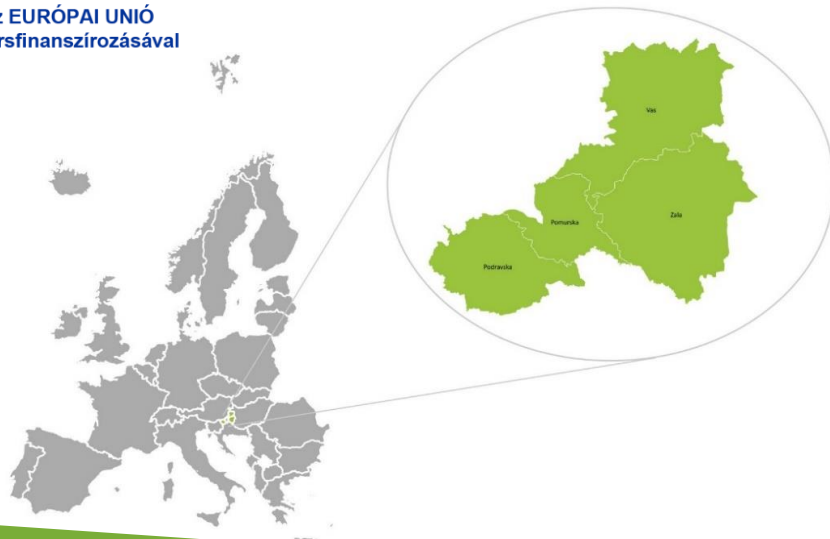 z EURÓPAI UNIÓ
rsfinanszírozásával
Vas
Pomurska
Zala
Podravska